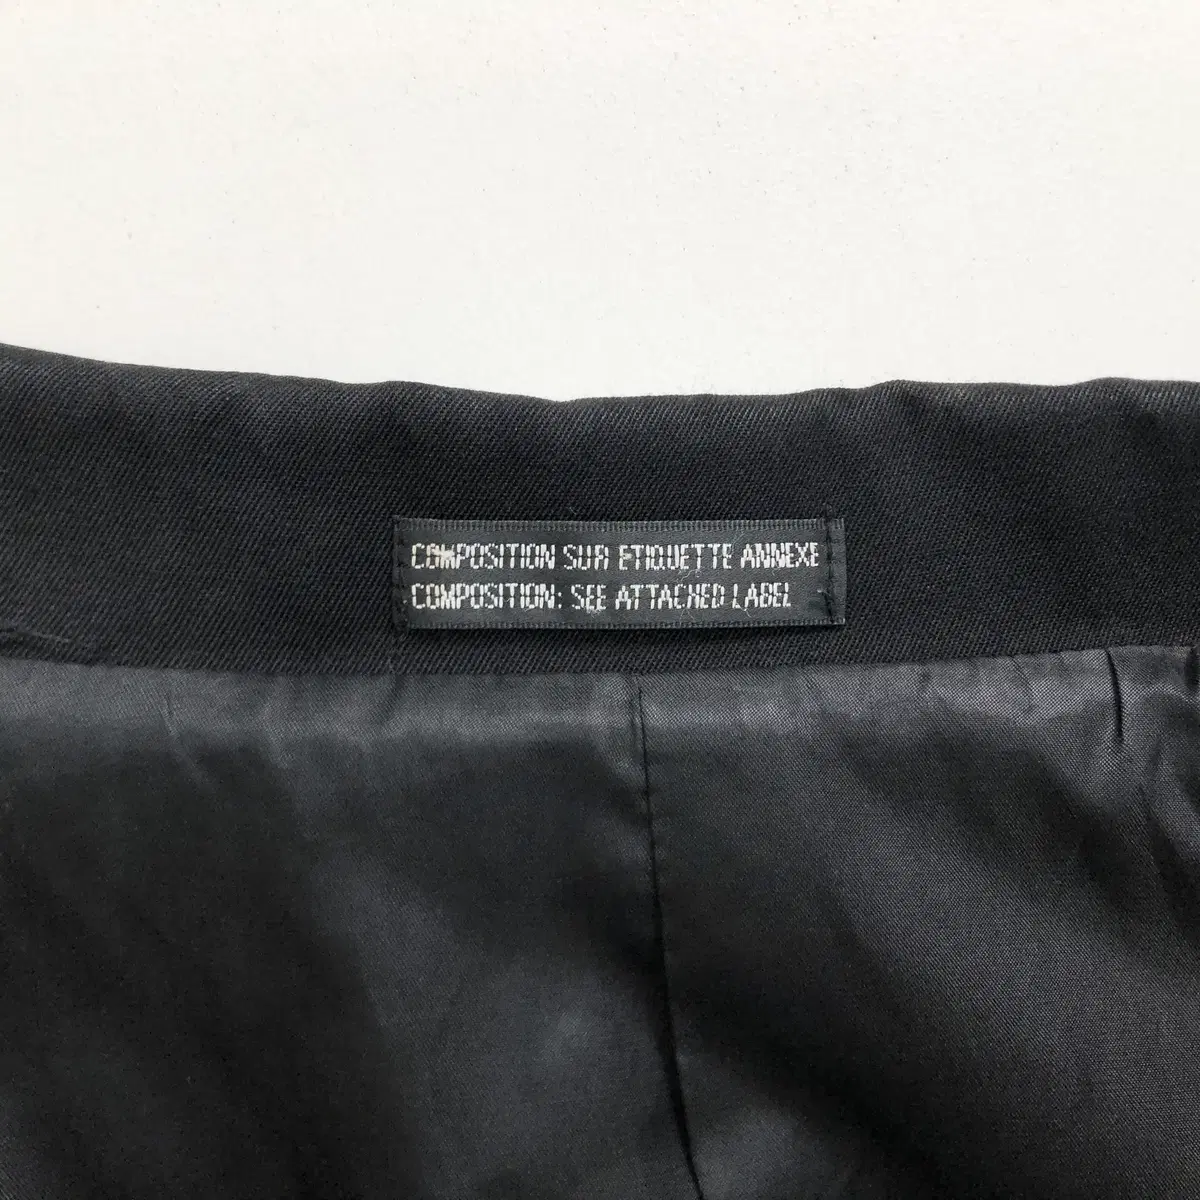 COMPOSITION SUR ETIQUETTE ANNEXE
COMPOSITION: SEE ATTACHED LABEL